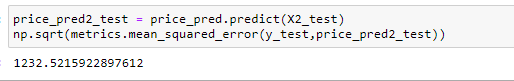 price_pred2_test = price_pred.predict(X2_test)
np.sqrt(metrics.mean_squared_error(y_test,price_pred2_test))
1232.5215922897612